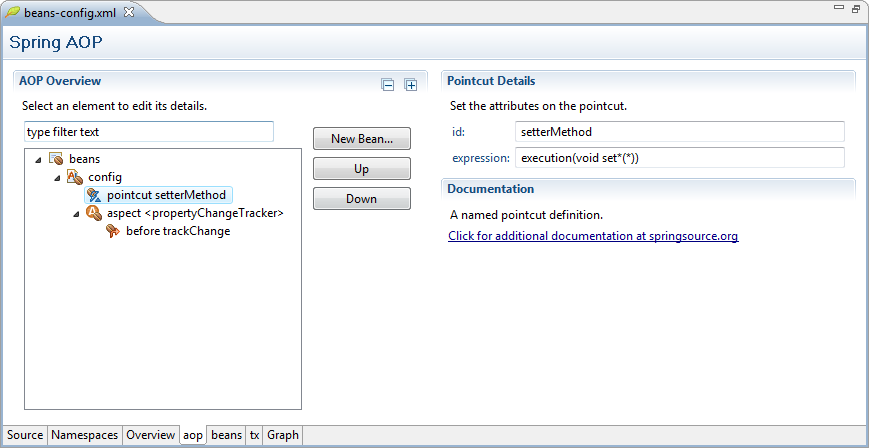 beans-config.xml
Spring AOP
AOP Overview
Select an element to edit its details.
type filter text
beans
config
pointcut setterMethod
aspect <propertyChangeTracker>
before trackChange
New Bean...
Up
Down
Pointcut Details
Set the attributes on the pointcut.
id: setterMethod
expression: execution(void set*(*))
Documentation
A named pointcut definition.
Click for additional documentation at springsource.org
Source Namespaces Overview aop beans tx Graph